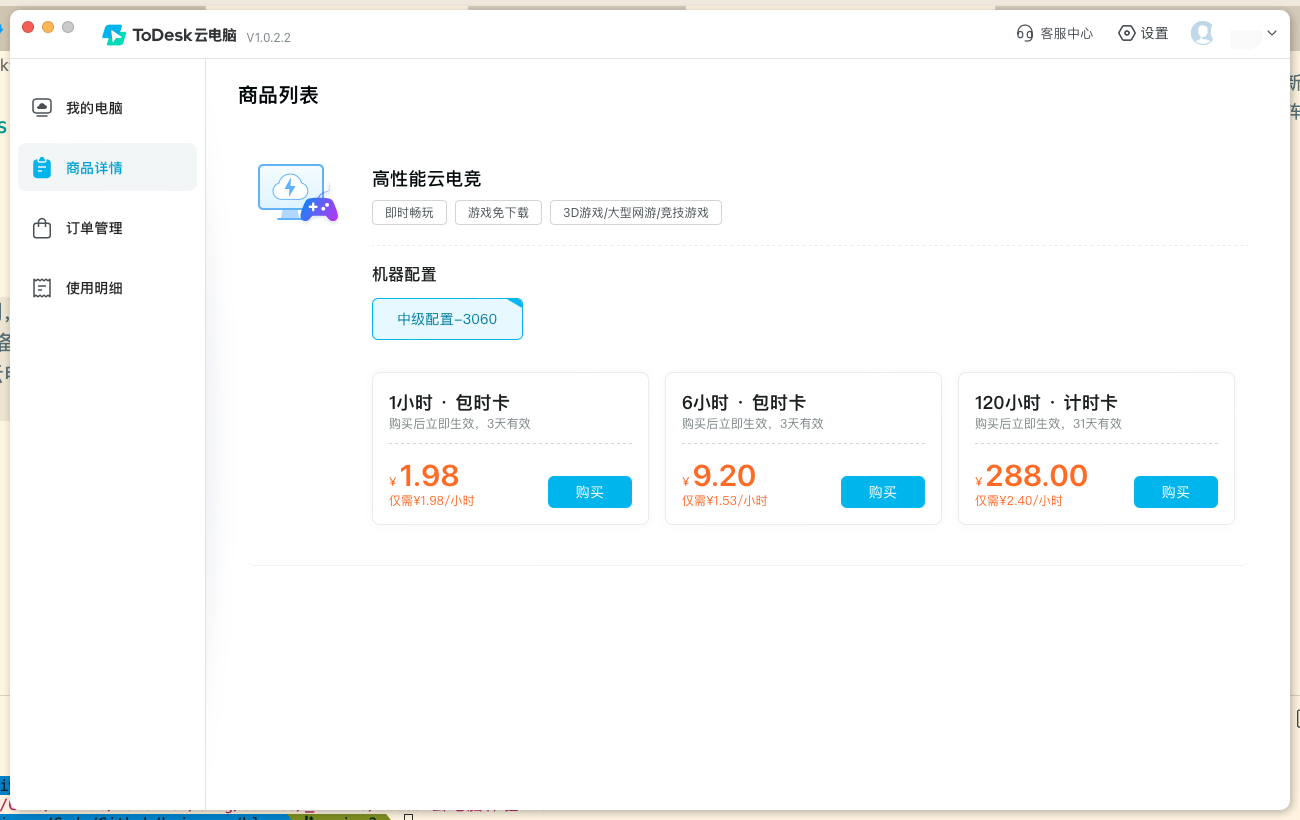 ToDesk云电脑 V1.0.2.2
客服中心 设置
我的电脑
商品详情
订单管理
使用明细
商品列表
高性能云电竞
即时畅玩 游戏免下载 3D游戏/大型网游/竞技游戏
机器配置
中级配置-3060
1小时 · 包时卡
购买后立即生效，3天有效
¥1.98
仅需¥1.98/小时
购买
6小时 · 包时卡
购买后立即生效，3天有效
¥9.20
仅需¥1.53/小时
购买
120小时 · 计时卡
购买后立即生效，31天有效
¥288.00
仅需¥2.40/小时
购买